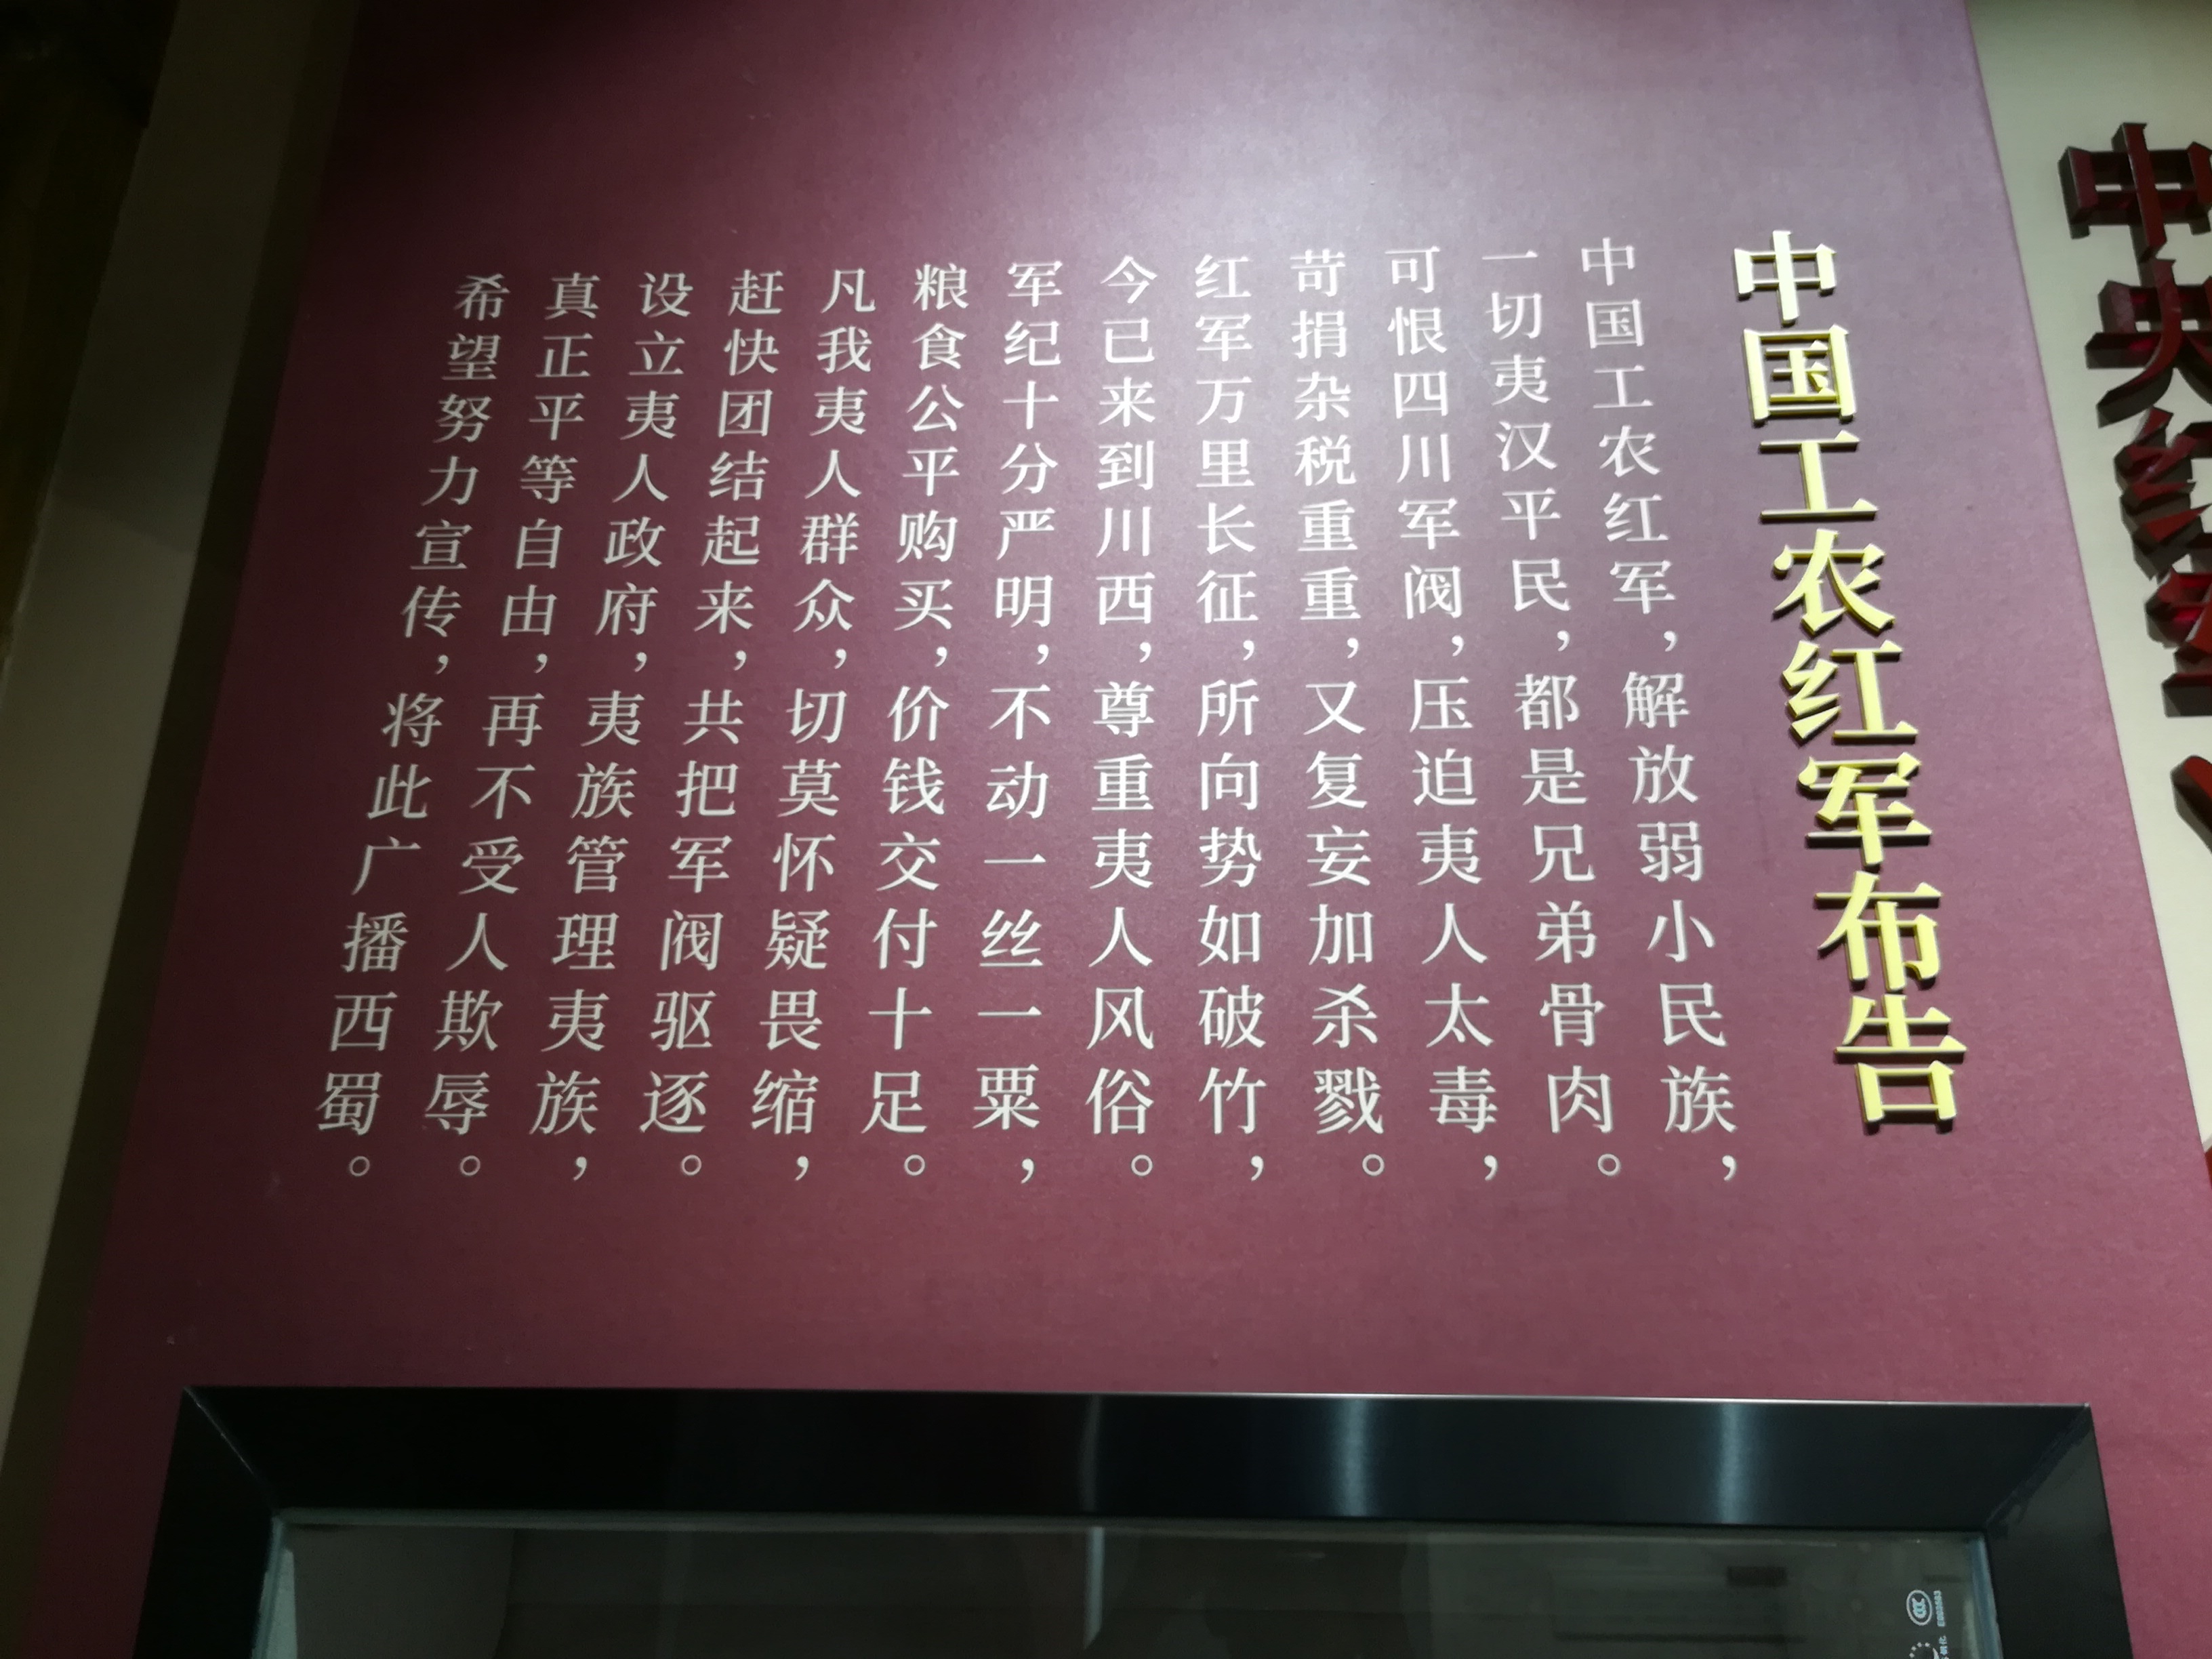 中国工农红军布告
中国工农红军，解放弱小民族，
一切夷汉平民，都是兄弟骨肉。
可恨四川军阀，压迫夷人太毒，
苛捐杂税重重，又复妄加杀戮。
红军万里长征，所向势如破竹，
今已来到川西，尊重夷人风俗。
军纪十分严明，不动一丝一粟，
粮食公平购买，价钱交付十足。
凡我夷人群众，切莫怀疑畏缩，
赶快团结起来，共把军阀驱逐。
设立夷人政府，夷族管理夷族，
真正平等自由，再不受人欺辱。
希望努力宣传，将此广播西蜀。
中央红